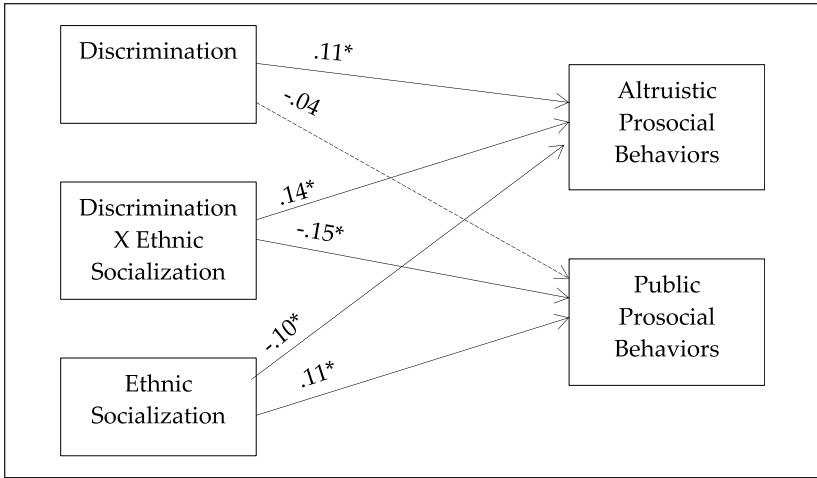 Discrimination
.11*
-.04
Altruistic
Prosocial
Behaviors
Discrimination
X Ethnic
Socialization
.14*
-.15*
Public
Prosocial
Behaviors
Ethnic
Socialization
-.10*
.11*